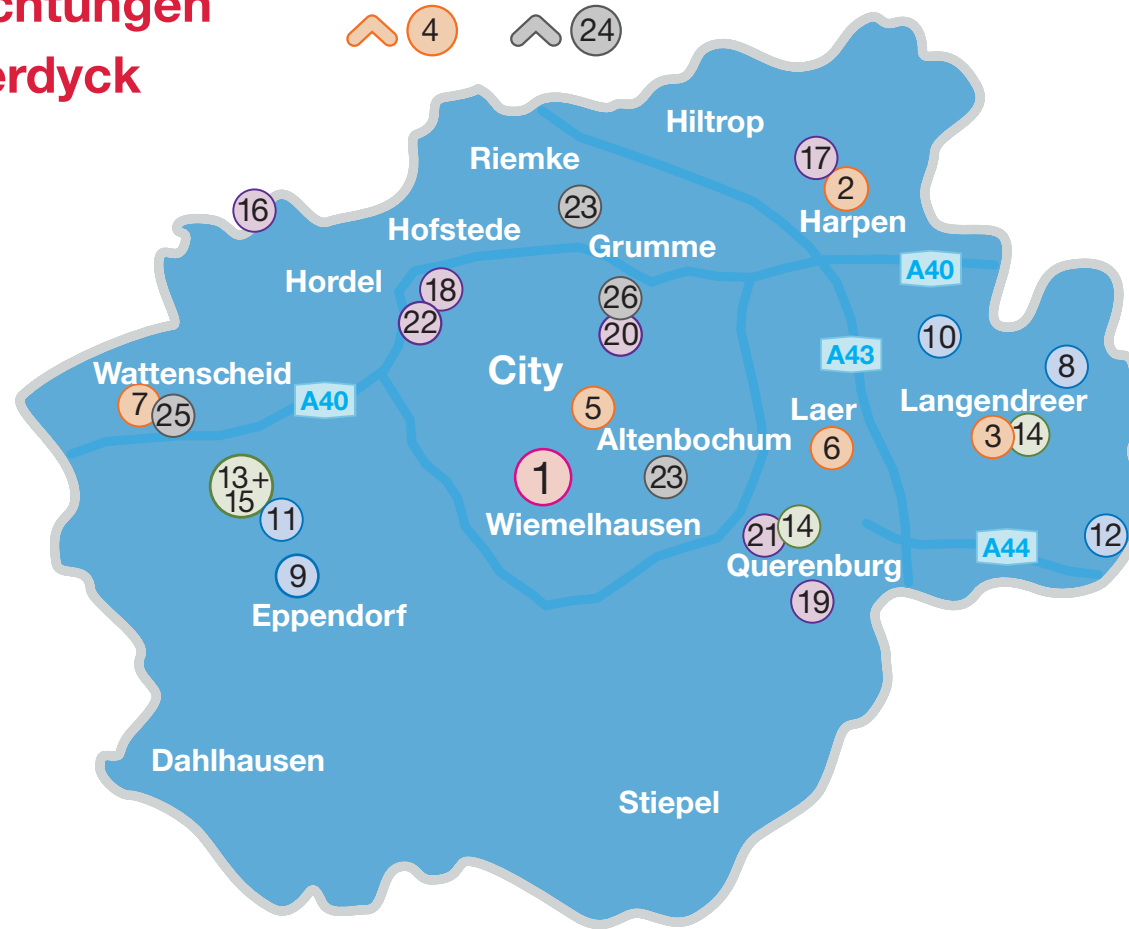 chtungen
erdyck
4
24
Hiltrop
Riemke
17
2
16
23
Harpen
Hofstede
Grumme
A40
Hordel
18
26
22
20
10
A43
City
8
Wattenscheid
A40
7
25
5
Laer
Langendreer
Altenbochum
6
3
14
1
23
13+
15
11
Wiemelhausen
21
14
12
A44
Querenburg
9
19
Eppendorf
Dahlhausen
Stiepel